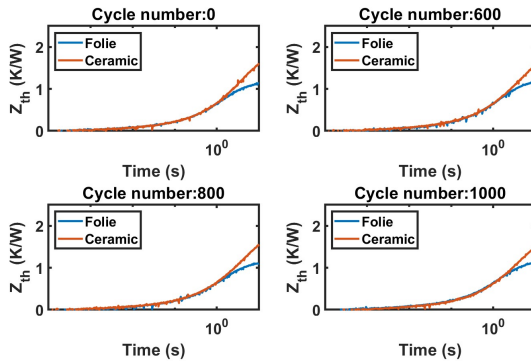 Cycle number:0
Z_th (K/W)
2
1
0
Folie
Ceramic
10^0
Time (s)
Cycle number:600
Z_th (K/W)
2
1
0
Folie
Ceramic
10^0
Time (s)
Cycle number:800
Z_th (K/W)
2
1
0
Folie
Ceramic
10^0
Time (s)
Cycle number:1000
Z_th (K/W)
2
1
0
Folie
Ceramic
10^0
Time (s)